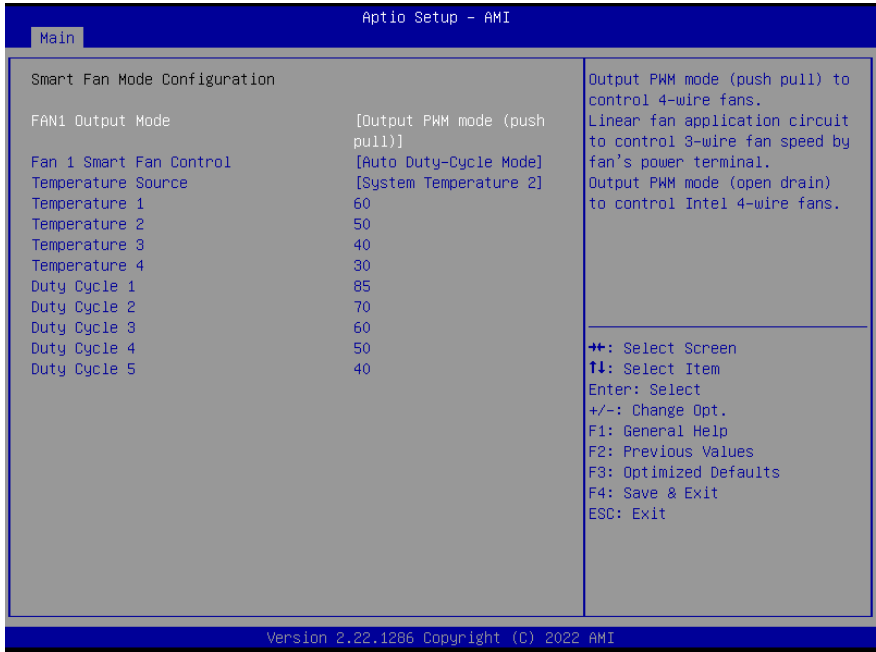 Aptio Setup - AMI
Main
Smart Fan Mode Configuration
FAN1 Output Mode [Output PWM mode (push
pull)]
Fan 1 Smart Fan Control [Auto Duty-Cycle Mode]
Temperature Source [System Temperature 2]
Temperature 1 60
Temperature 2 50
Temperature 3 40
Temperature 4 30
Duty Cycle 1 85
Duty Cycle 2 70
Duty Cycle 3 60
Duty Cycle 4 50
Duty Cycle 5 40
Output PWM mode (push pull) to
control 4-wire fans.
Linear fan application circuit
to control 3-wire fan speed by
fan's power terminal.
Output PWM mode (open drain)
to control Intel 4-wire fans.
→←: Select Screen
↑↓: Select Item
Enter: Select
+/-: Change Opt.
F1: General Help
F2: Previous Values
F3: Optimized Defaults
F4: Save & Exit
ESC: Exit
Version 2.22.1286 Copyright (C) 2022 AMI